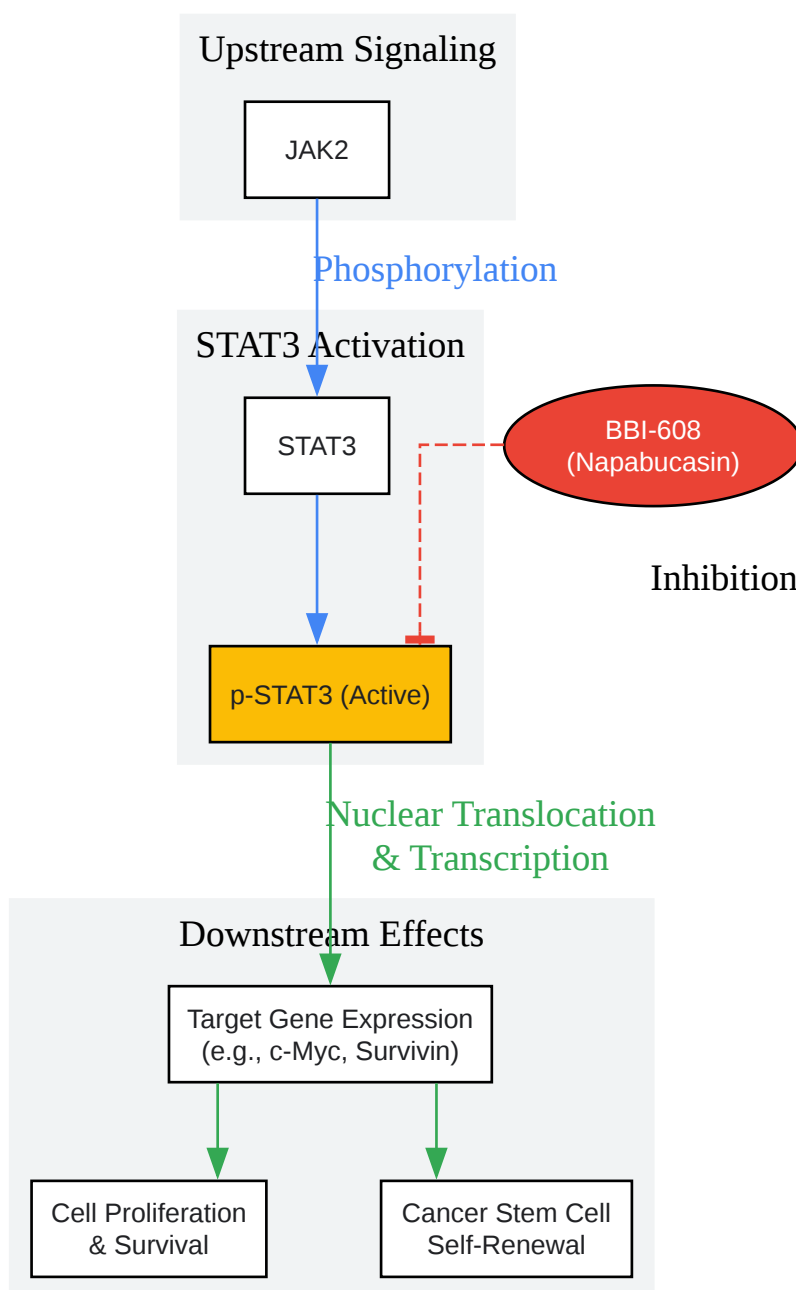 Upstream Signaling
JAK2
Phosphorylation
STAT3 Activation
STAT3
BBI-608
(Napabucasin)
Inhibition
p-STAT3 (Active)
Nuclear Translocation
& Transcription
Downstream Effects
Target Gene Expression
(e.g., c-Myc, Survivin)
Cell Proliferation
& Survival
Cancer Stem Cell
Self-Renewal